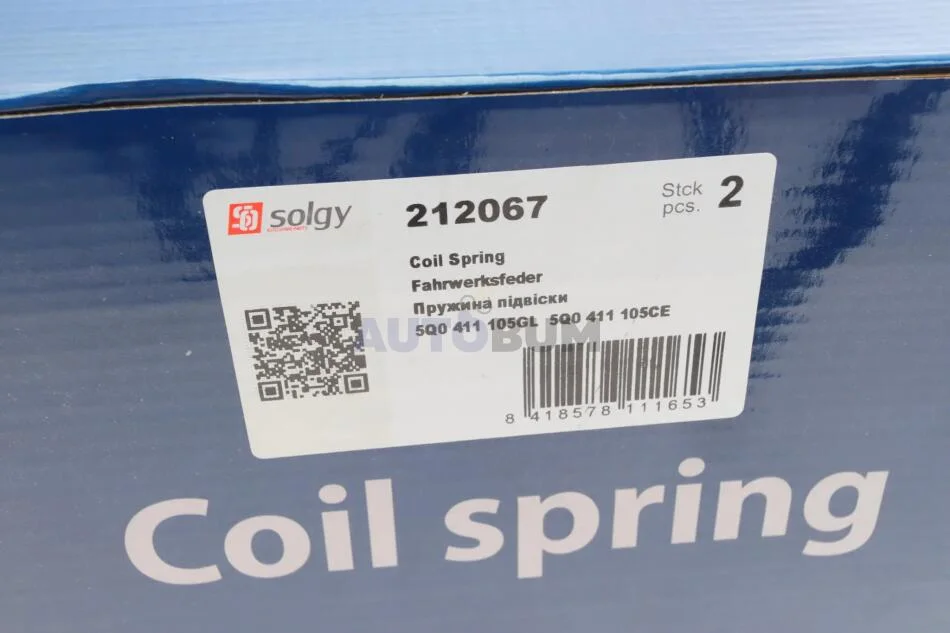 solgy
212067
Stck
pcs.
2
Coil Spring
Fahrwerksfeder
Пружина підвіски
5Q0 411 105GL 5Q0 411 105CE
AUTOBUM
8 418578 111653
Coil spring